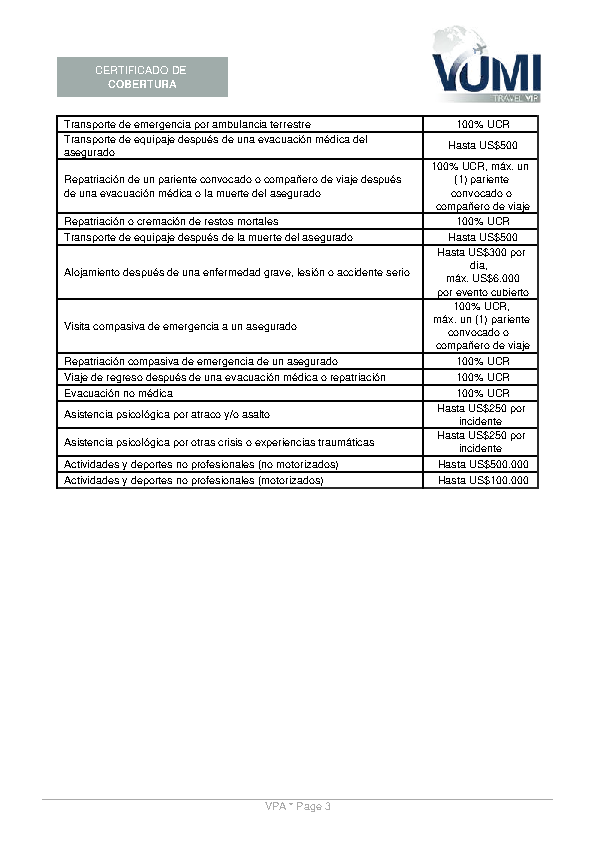 CERTIFICADO DE
COBERTURA
VUMI
TRAVEL VIP
Transporte de emergencia por ambulancia terrestre
100% UCR
Transporte de equipaje después de una evacuación médica del
asegurado
Hasta US$500
Repatriación de un pariente convocado o compañero de viaje después
de una evacuación médica o la muerte del asegurado
100% UCR, máx. un
(1) pariente
convocado o
compañero de viaje
Repatriación o cremación de restos mortales
100% UCR
Transporte de equipaje después de la muerte del asegurado
Hasta US$500
Alojamiento después de una enfermedad grave, lesión o accidente serio
Hasta US$300 por
día,
máx. US$6.000
por evento cubierto
Visita compasiva de emergencia a un asegurado
100% UCR,
máx. un (1) pariente
convocado o
compañero de viaje
Repatriación compasiva de emergencia de un asegurado
100% UCR
Viaje de regreso después de una evacuación médica o repatriación
100% UCR
Evacuación no médica
100% UCR
Asistencia psicológica por atraco y/o asalto
Hasta US$250 por
incidente
Asistencia psicológica por otras crisis o experiencias traumáticas
Hasta US$250 por
incidente
Actividades y deportes no profesionales (no motorizados)
Hasta US$500.000
Actividades y deportes no profesionales (motorizados)
Hasta US$100.000
VPA * Page 3